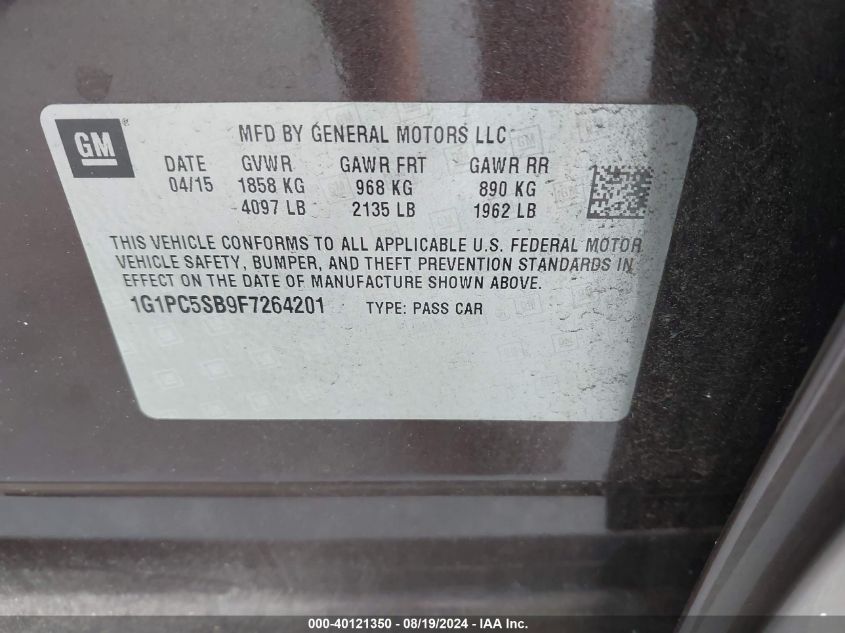 GM
MFD BY GENERAL MOTORS LLC
DATE GVWR GAWR FRT GAWR RR
04/15 1858 KG 968 KG 890 KG
4097 LB 2135 LB 1962 LB
THIS VEHICLE CONFORMS TO ALL APPLICABLE U.S. FEDERAL MOTOR
VEHICLE SAFETY, BUMPER, AND THEFT PREVENTION STANDARDS IN
EFFECT ON THE DATE OF MANUFACTURE SHOWN ABOVE.
1G1PC5SB9F7264201 TYPE: PASS CAR
000-40121350 - 08/19/2024 - IAA Inc.